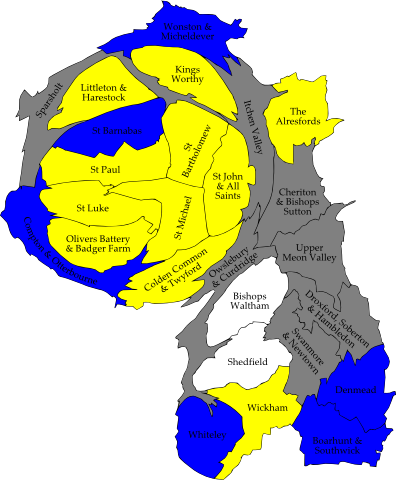 Wonston &
Micheldever
Kings
Worthy
Sparsholt
Littleton &
Harestock
Itchen Valley
The
Alresfords
St Barnabas
St
Bartholomew
St Paul
St John
& All
Saints
Cheriton
& Bishops
Sutton
St Luke
St Michael
Olivers Battery
& Badger Farm
Compton & Otterbourne
Colden Common
& Twyford
Owslebury
& Curdridge
Upper
Meon Valley
Bishops
Waltham
Droxford, Soberton
& Hambledon
Swanmore
& Newtown
Shedfield
Denmead
Wickham
Whiteley
Boarhunt &
Southwick